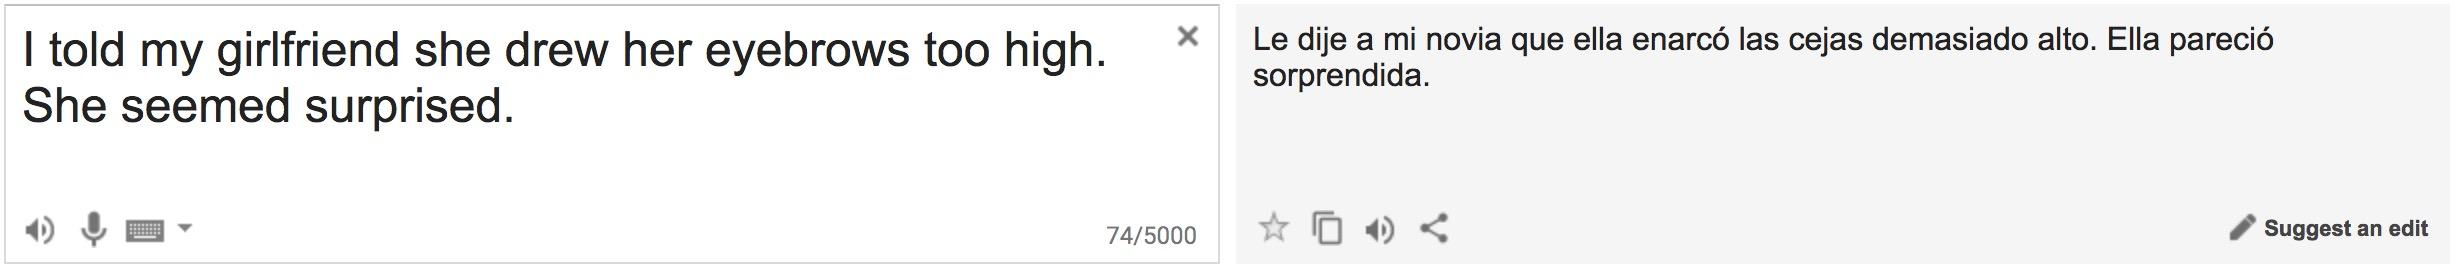 I told my girlfriend she drew her eyebrows too high.
She seemed surprised.
74/5000
Le dije a mi novia que ella enarcó las cejas demasiado alto. Ella pareció
sorprendida.
Suggest an edit